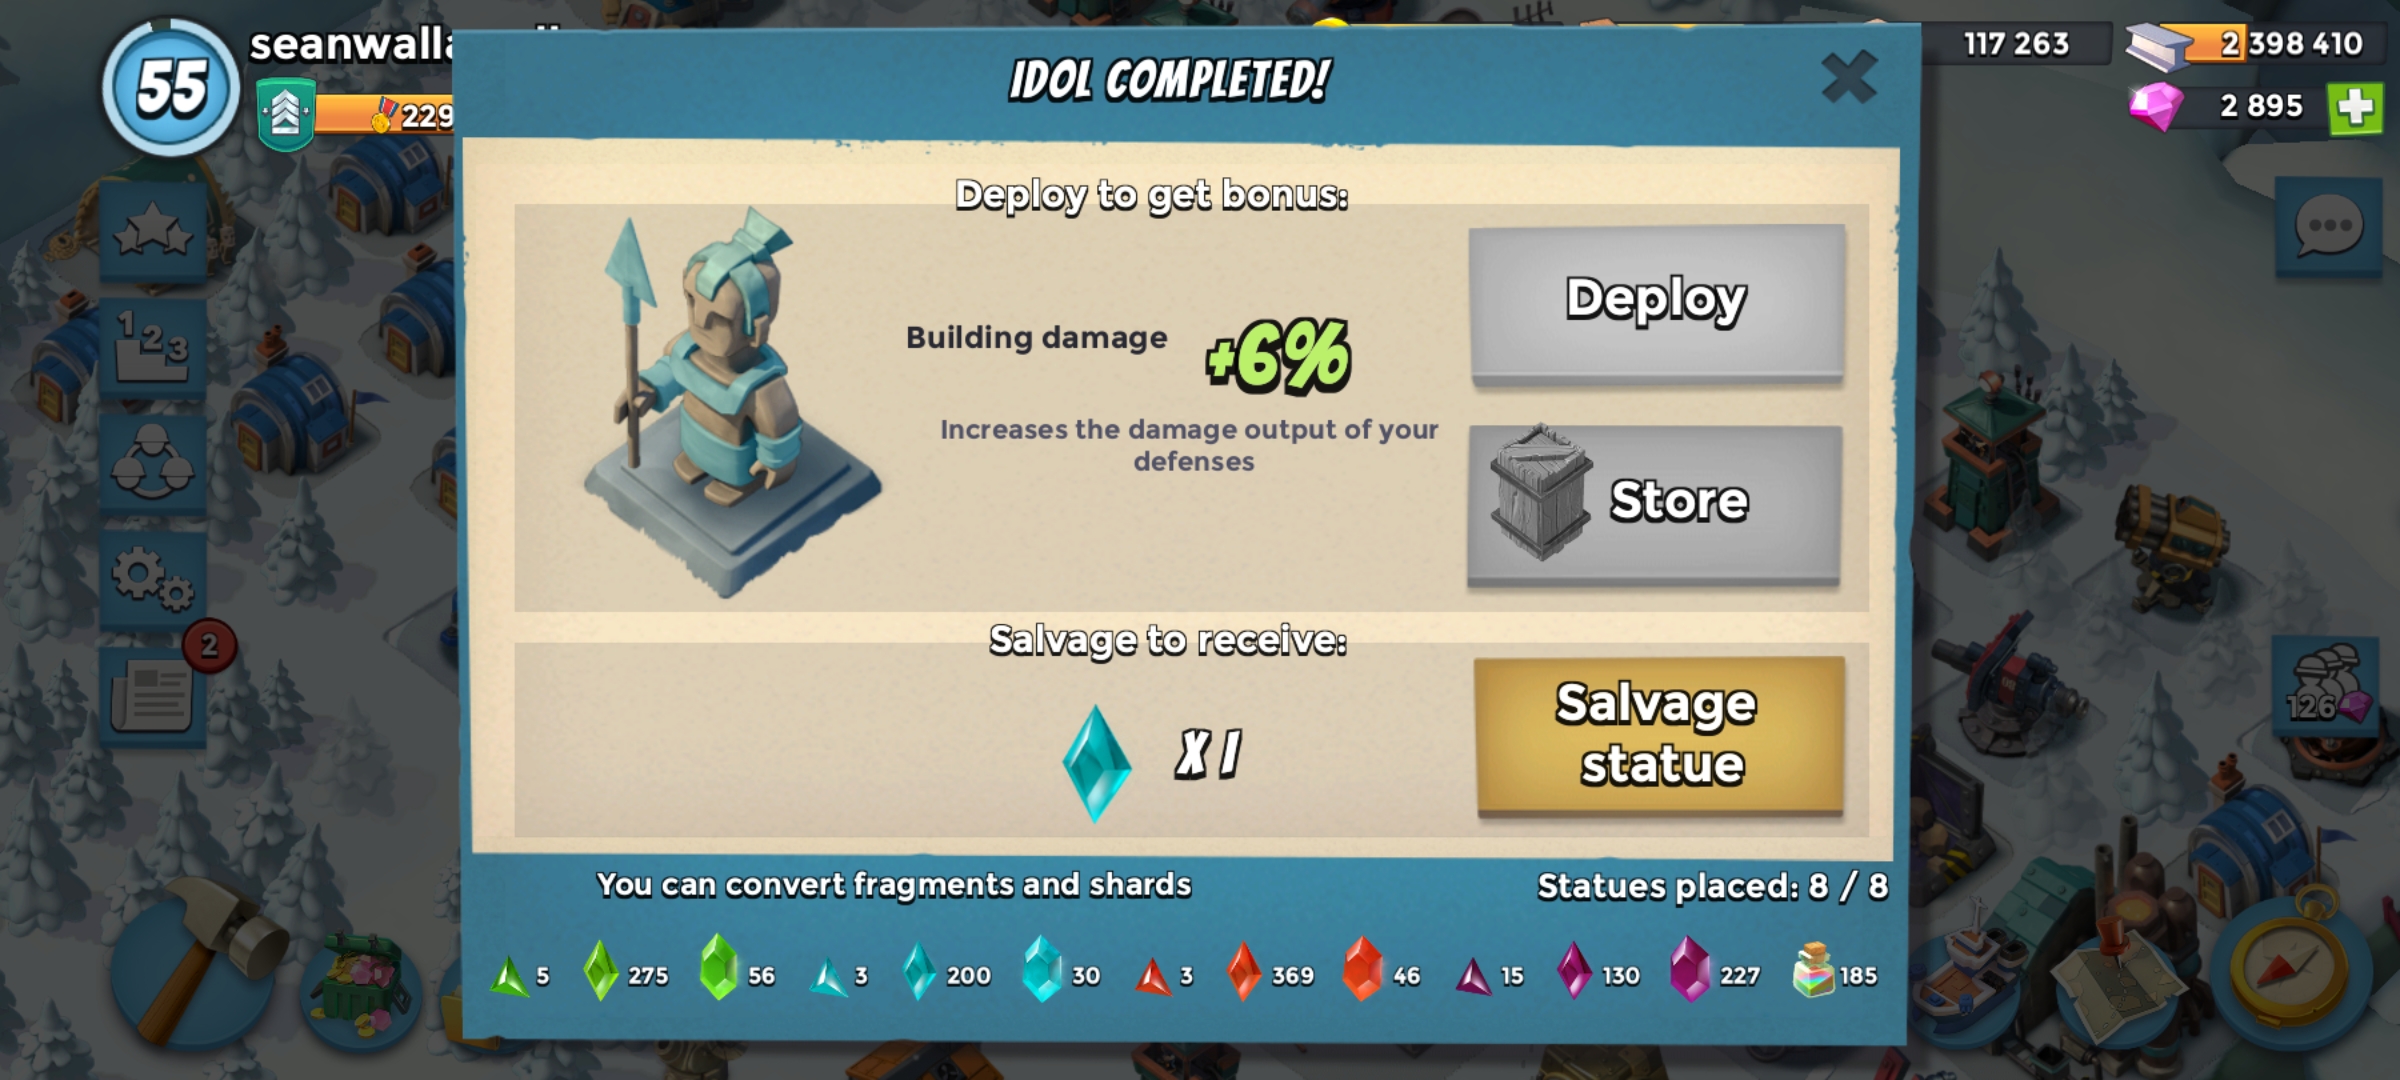 55
229
IDOL COMPLETED!
117 263
2 398 410
2 895
Deploy to get bonus:
Building damage
+6%
Increases the damage output of your
defenses
Deploy
Store
1 2 3
2
Salvage to receive:
X 1
Salvage
statue
126
You can convert fragments and shards
Statues placed: 8 / 8
5
275
56
3
200
30
3
369
46
15
130
227
185